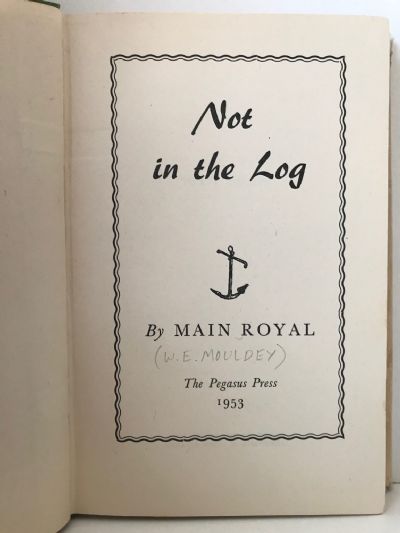 Not
in the Log
By MAIN ROYAL
(W.E. MOULDEY)
The Pegasus Press
1953